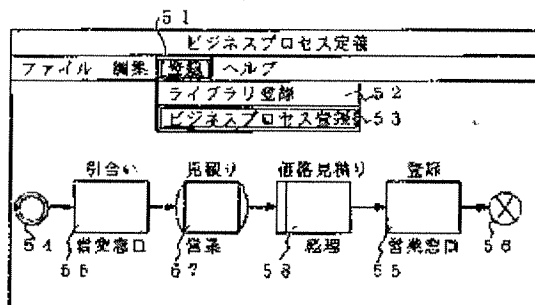 51
ビジネスプロセス定義
ファイル 編集 登録 ヘルプ
ライブラリ登録 52
ビジネスプロセス登録 53
引合い 見積り 価格見積り 登録
54 営業窓口 営業 経理 営業窓口 56
55 57 58 55